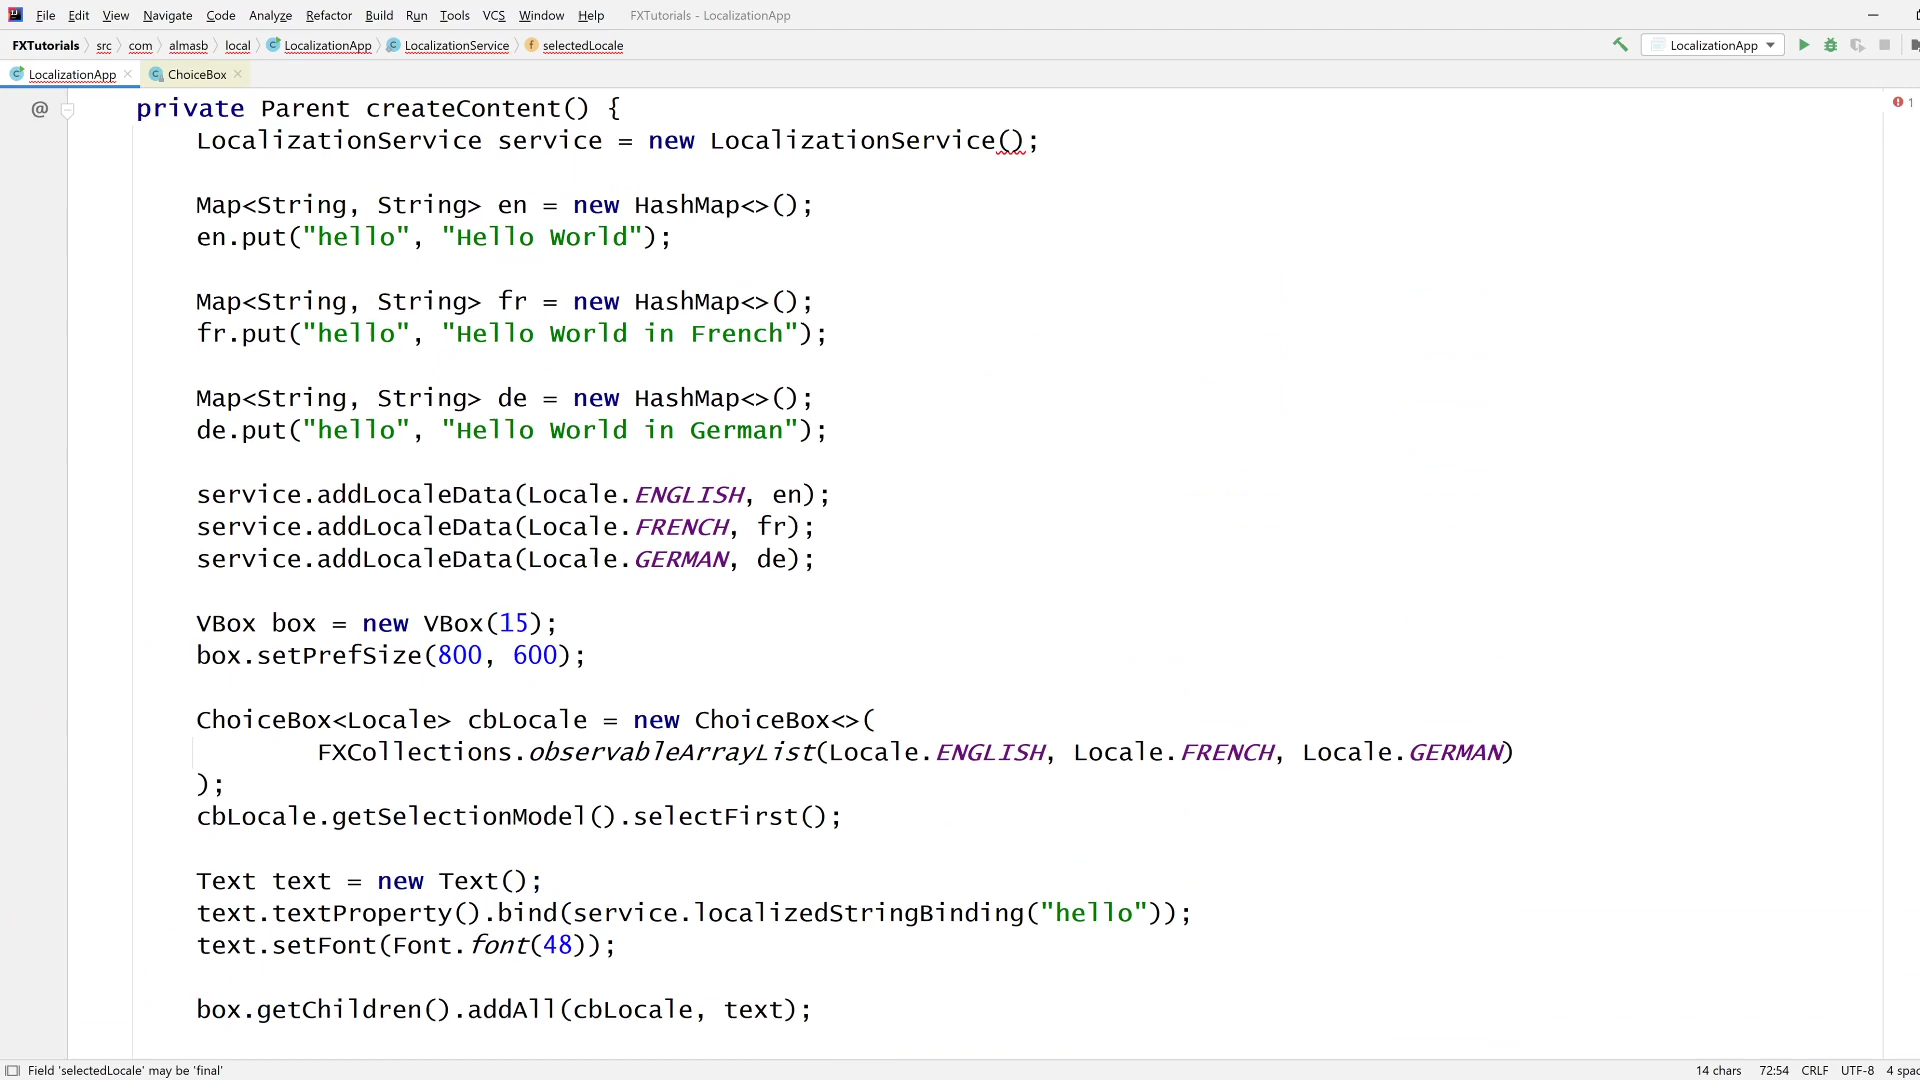 File Edit View Navigate Code Analyze Refactor Build Run Tools VCS Window Help FXTutorials - LocalizationApp
FXTutorials src com almasb local LocalizationApp LocalizationService selectedLocale LocalizationApp
LocalizationApp ChoiceBox
private Parent createContent() {
LocalizationService service = new LocalizationService();
Map<String, String> en = new HashMap<>();
en.put("hello", "Hello World");
Map<String, String> fr = new HashMap<>();
fr.put("hello", "Hello World in French");
Map<String, String> de = new HashMap<>();
de.put("hello", "Hello World in German");
service.addLocaleData(Locale.ENGLISH, en);
service.addLocaleData(Locale.FRENCH, fr);
service.addLocaleData(Locale.GERMAN, de);
VBox box = new VBox(15);
box.setPrefSize(800, 600);
ChoiceBox<Locale> cbLocale = new ChoiceBox<>(
FXCollections.observableArrayList(Locale.ENGLISH, Locale.FRENCH, Locale.GERMAN)
);
cbLocale.getSelectionModel().selectFirst();
Text text = new Text();
text.textProperty().bind(service.localizedStringBinding("hello"));
text.setFont(Font.font(48));
box.getChildren().addAll(cbLocale, text);
Field 'selectedLocale' may be 'final' 14 chars 72:54 CRLF UTF-8 4 spac